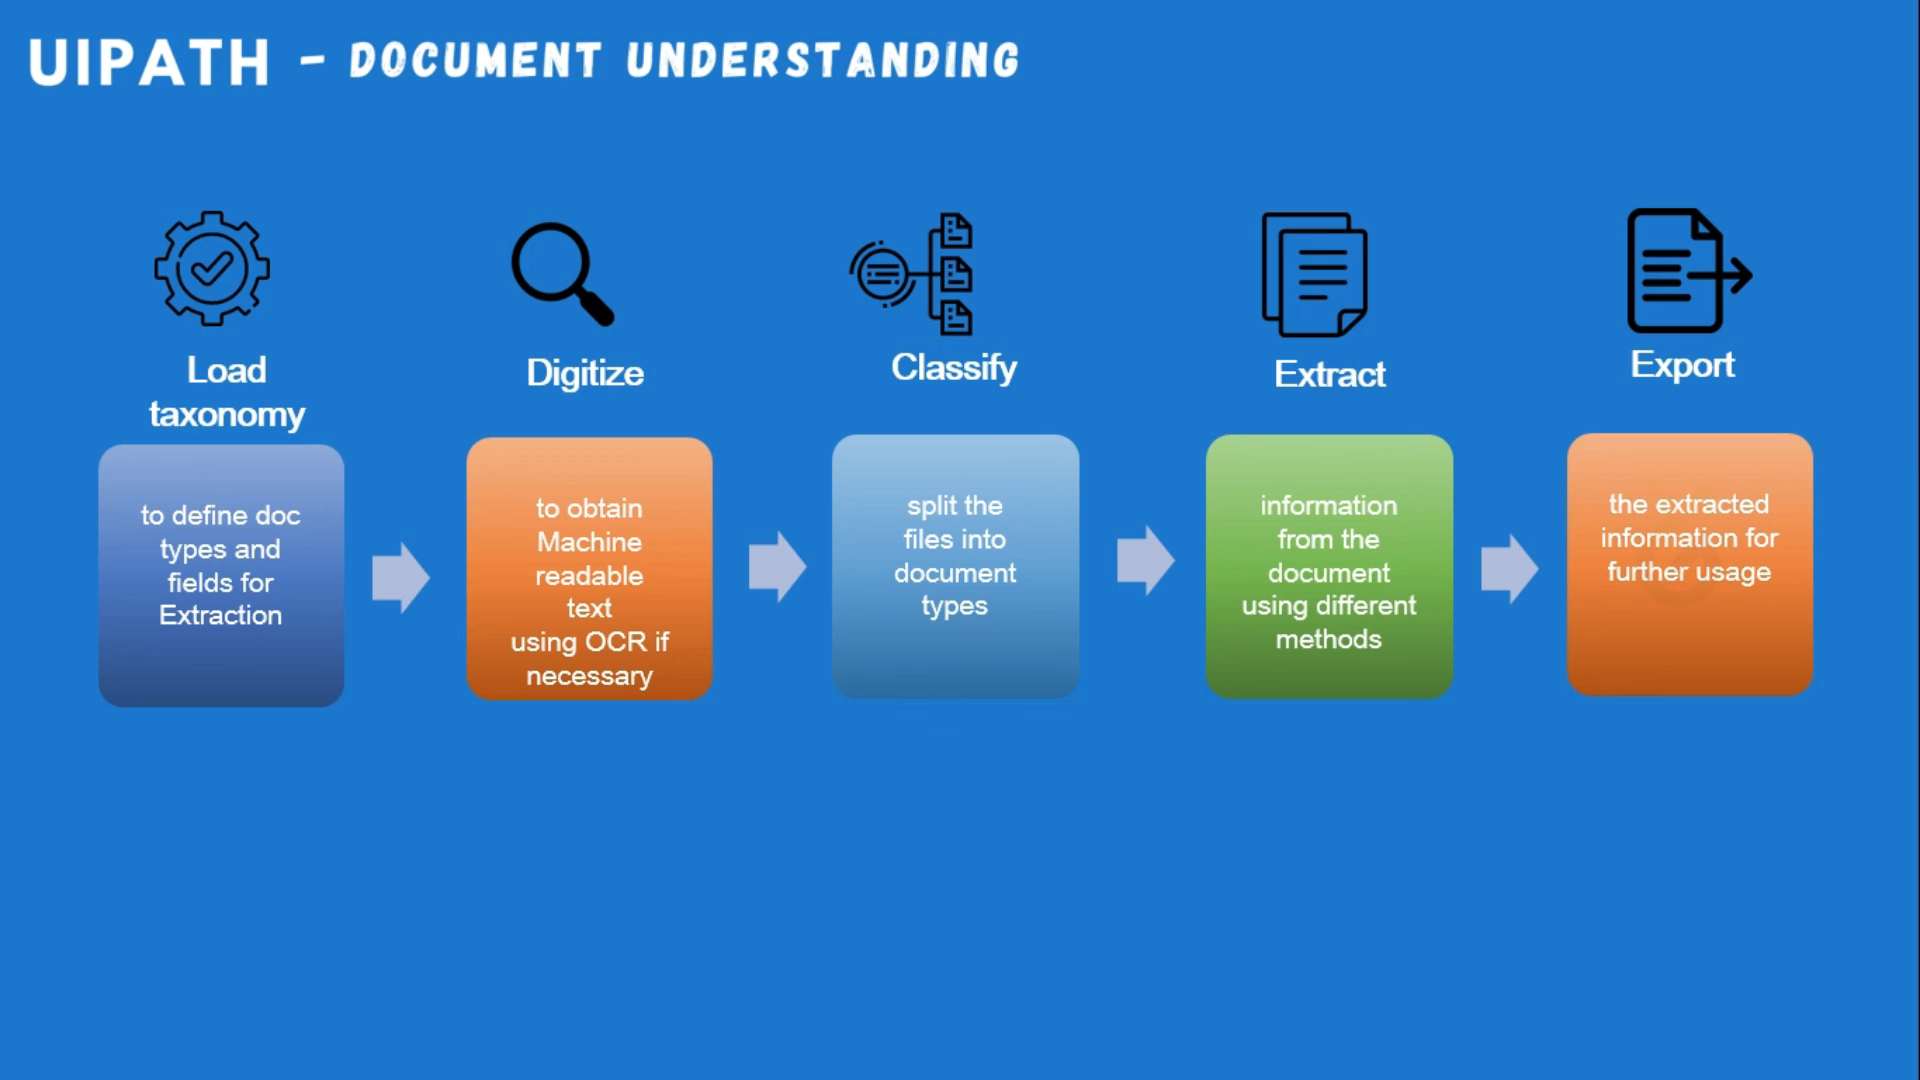 UIPATH - DOCUMENT UNDERSTANDING
Load
taxonomy
to define doc
types and
fields for
Extraction
Digitize
to obtain
Machine
readable
text
using OCR if
necessary
Classify
split the
files into
document
types
Extract
information
from the
document
using different
methods
Export
the extracted
information for
further usage